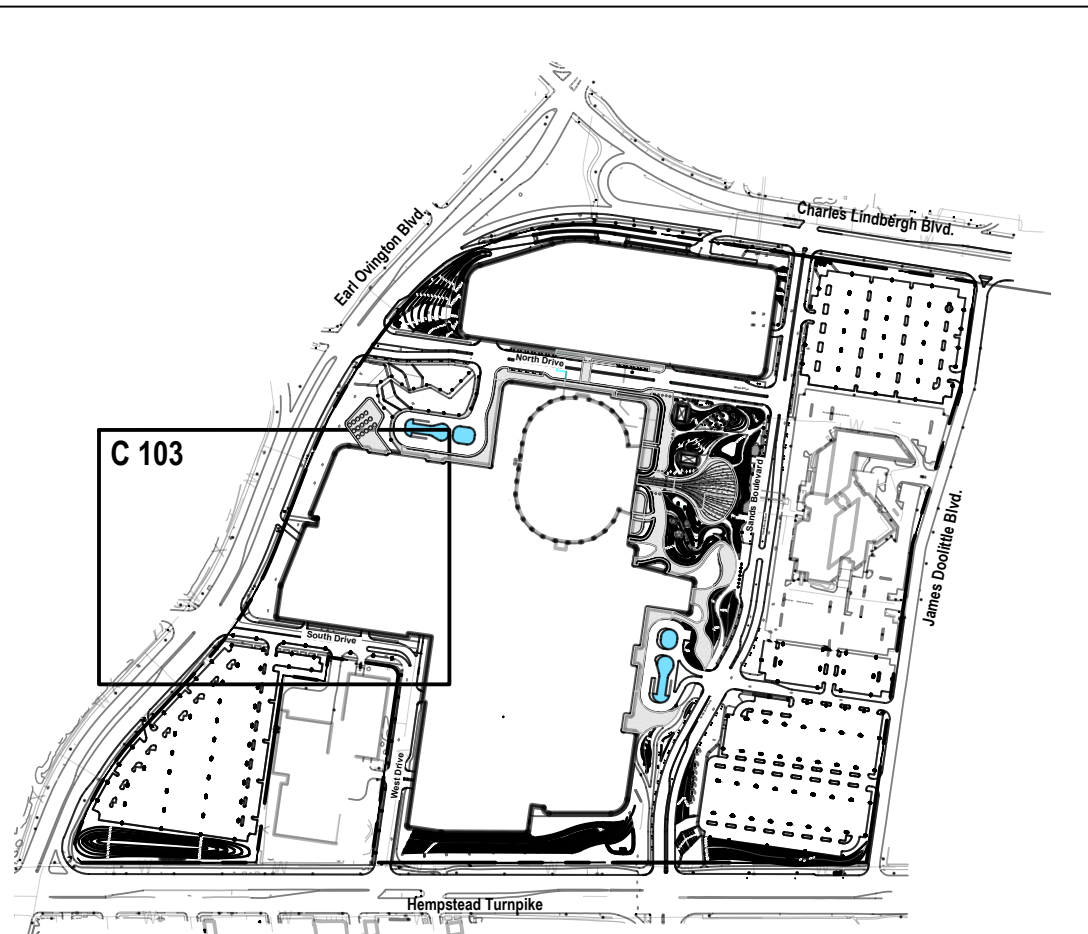 Charles Lindbergh Blvd.
Earl Ovington Blvd.
North Drive
C 103
Sands Boulevard
James Doolittle Blvd.
South Drive
West Drive
Hempstead Turnpike